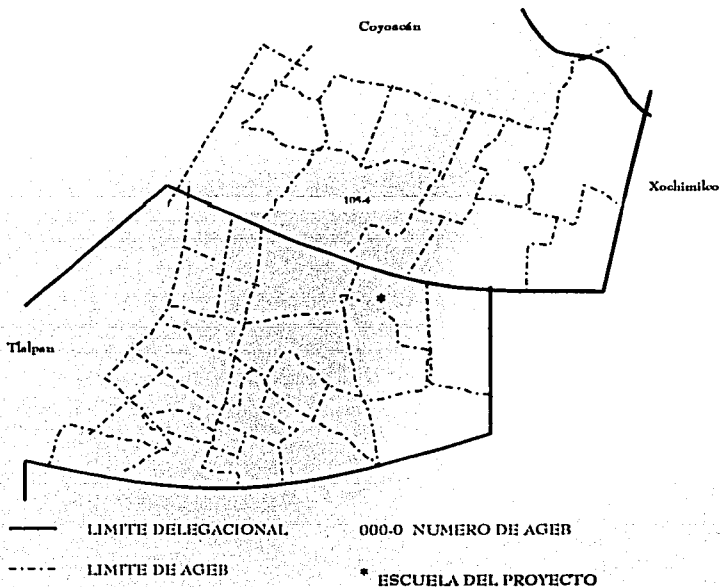 Coyoacán
Xochimilco
Tlalpan
LIMITE DELEGACIONAL
000-0 NUMERO DE AGEB
LIMITE DE AGEB
* ESCUELA DEL PROYECTO